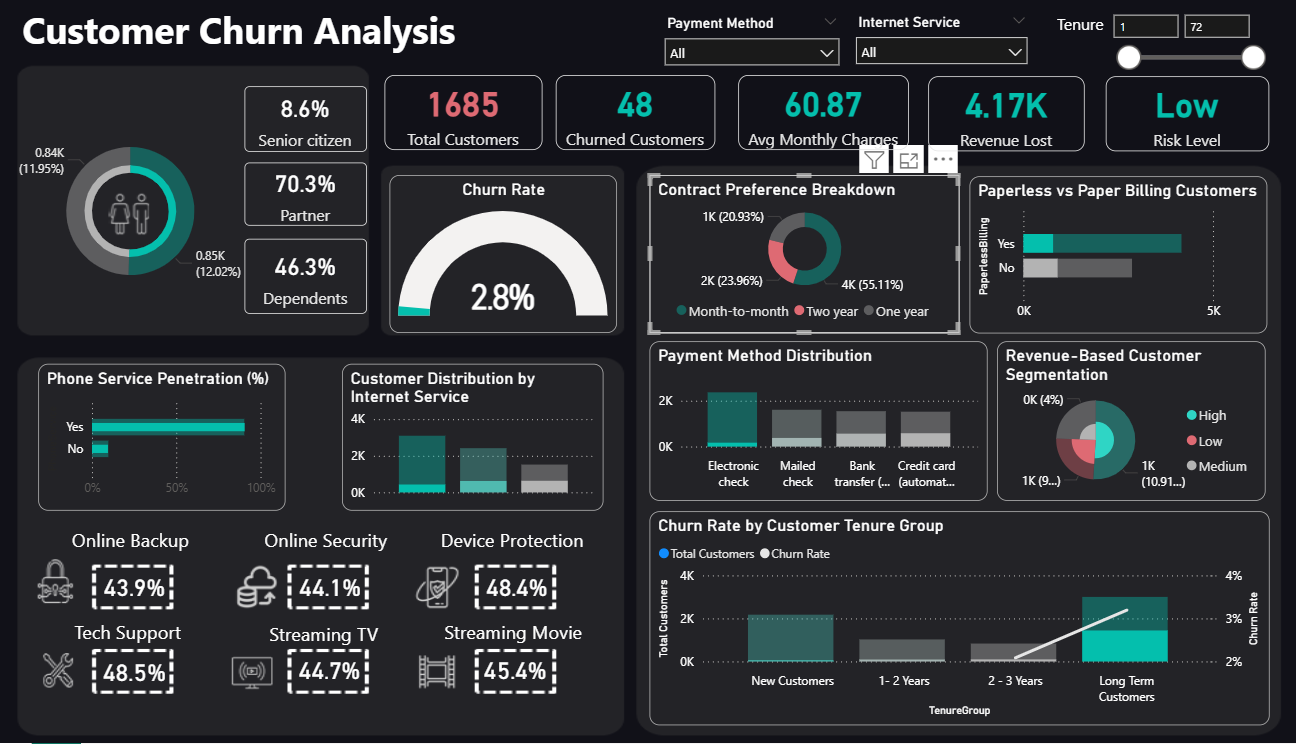 Customer Churn Analysis
Payment Method
All
Internet Service
All
Tenure
1
72
0.84K
(11.95%)
0.85K
(12.02%)
8.6%
Senior citizen
70.3%
Partner
46.3%
Dependents
1685
Total Customers
48
Churned Customers
60.87
Avg Monthly Charges
4.17K
Revenue Lost
Low
Risk Level
Churn Rate
2.8%
Contract Preference Breakdown
1K (20.93%)
2K (23.96%)
4K (55.11%)
Month-to-month
Two year
One year
Paperless vs Paper Billing Customers
PaperlessBilling
Yes
No
0K
5K
Phone Service Penetration (%)
Yes
No
0%
50%
100%
Customer Distribution by
Internet Service
4K
2K
0K
Payment Method Distribution
2K
0K
Electronic
check
Mailed
check
Bank
transfer (...
Credit card
(automat...
Revenue-Based Customer
Segmentation
0K (4%)
1K (9...)
1K
(10.91...)
High
Low
Medium
Online Backup
43.9%
Online Security
44.1%
Device Protection
48.4%
Tech Support
48.5%
Streaming TV
44.7%
Streaming Movie
45.4%
Churn Rate by Customer Tenure Group
Total Customers
Churn Rate
Total Customers
4K
2K
0K
4%
3%
2%
Churn Rate
New Customers
1- 2 Years
2 - 3 Years
Long Term
Customers
TenureGroup